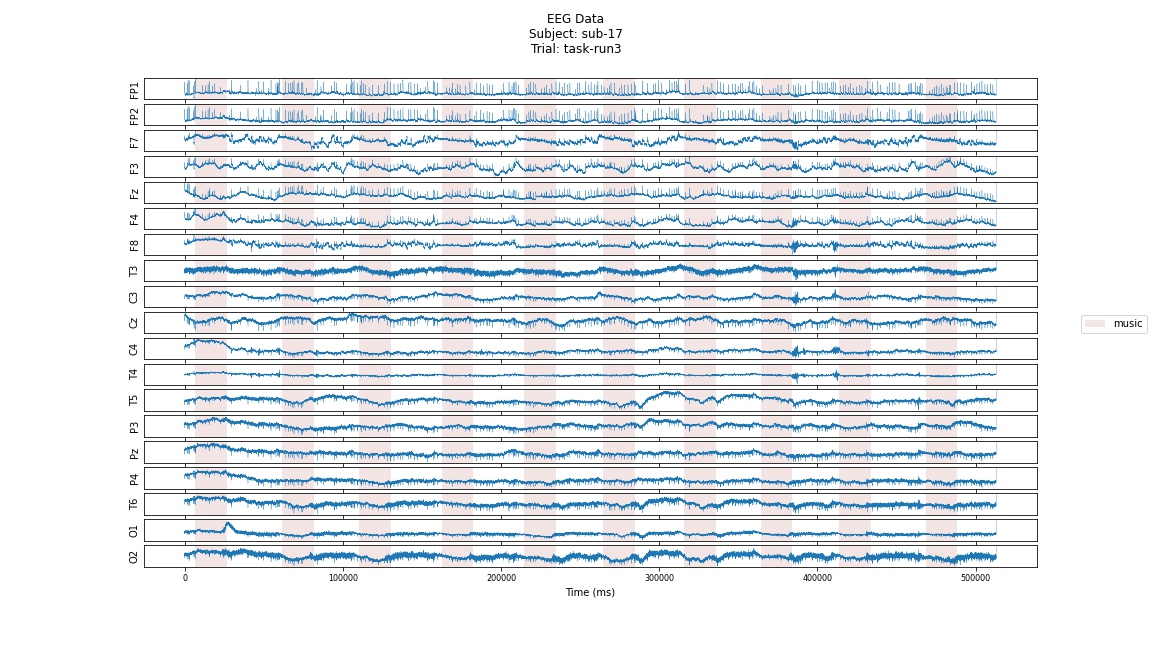 EEG Data
Subject: sub-17
Trial: task-run3
FP1
FP2
F7
F3
Fz
F4
F8
T3
C3
Cz
C4
T4
T5
P3
Pz
P4
T6
O1
O2
music
0 100000 200000 300000 400000 500000
Time (ms)